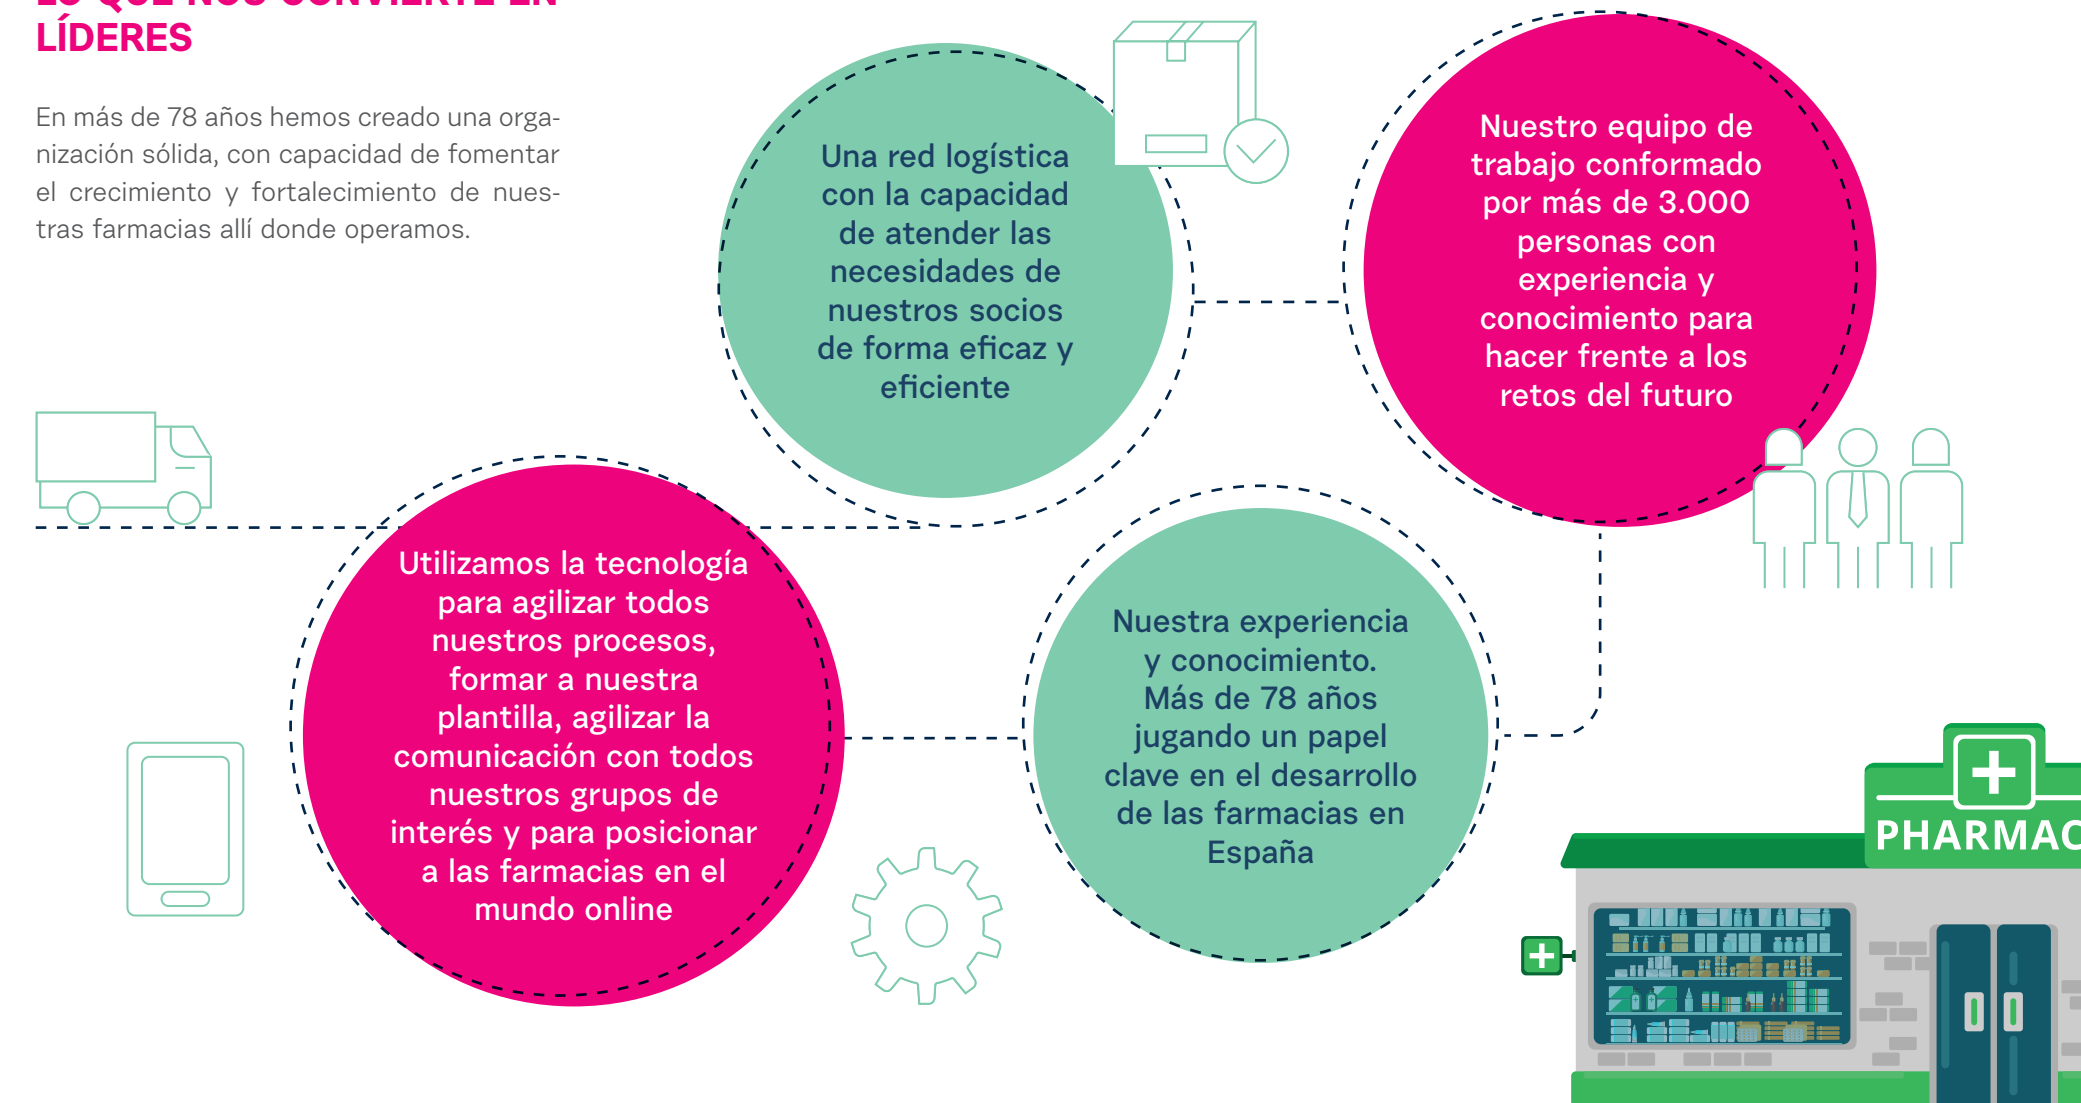 LO QUE NOS CONVIERTE EN
LÍDERES
En más de 78 años hemos creado una orga-
nización sólida, con capacidad de fomentar
el crecimiento y fortalecimiento de nues-
tras farmacias allí donde operamos.
Una red logística
con la capacidad
de atender las
necesidades de
nuestros socios
de forma eficaz y
eficiente
Nuestro equipo de
trabajo conformado
por más de 3.000
personas con
experiencia y
conocimiento para
hacer frente a los
retos del futuro
Utilizamos la tecnología
para agilizar todos
nuestros procesos,
formar a nuestra
plantilla, agilizar la
comunicación con todos
nuestros grupos de
interés y para posicionar
a las farmacias en el
mundo online
Nuestra experiencia
y conocimiento.
Más de 78 años
jugando un papel
clave en el desarrollo
de las farmacias en
España
PHARMAC